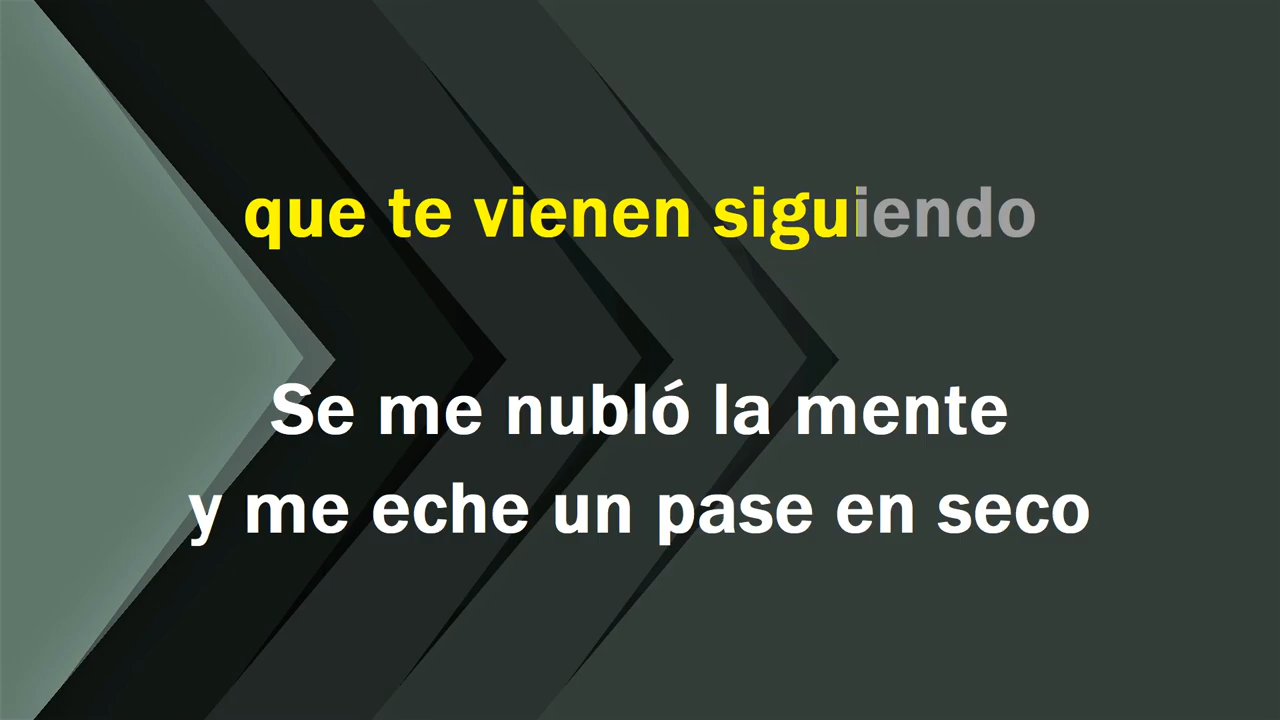 que te vienen siguiendo
Se me nubló la mente
y me eche un pase en seco